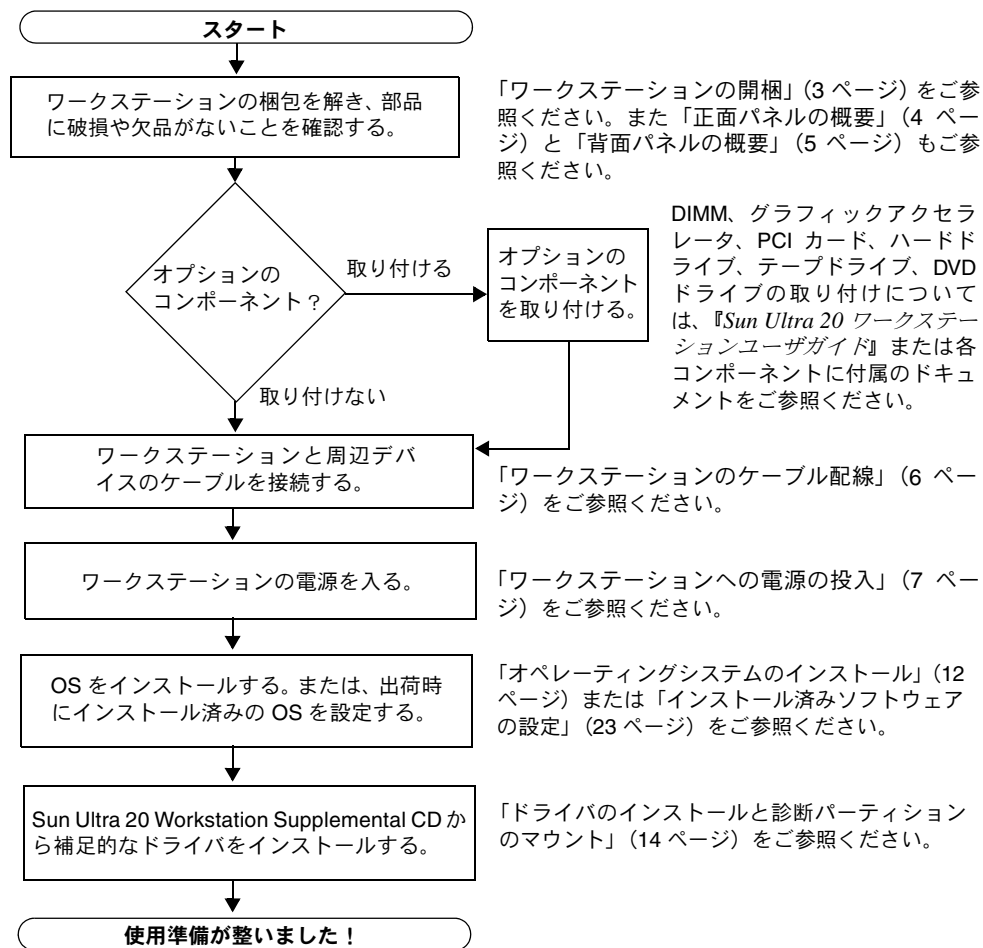 スタート
ワークステーションの梱包を解き、部品
に破損や欠品がないことを確認する。
「ワークステーションの開梱」（3 ページ）をご参
照ください。また「正面パネルの概要」（4 ペー
ジ）と「背面パネルの概要」（5 ページ）もご参
照ください。
オプションの
コンポーネント？
取り付ける
オプションの
コンポーネント
を取り付ける。
DIMM、グラフィックアクセラ
レータ、PCI カード、ハードド
ライブ、テープドライブ、DVD
ドライブの取り付けについて
は、『Sun Ultra 20 ワークステー
ションユーザガイド』または各
コンポーネントに付属のドキュ
メントをご参照ください。
取り付けない
ワークステーションと周辺デバ
イスのケーブルを接続する。
「ワークステーションのケーブル配線」（6 ペー
ジ）をご参照ください。
ワークステーションの電源を入る。
「ワークステーションへの電源の投入」（7 ペー
ジ）をご参照ください。
OS をインストールする。または、出荷時
にインストール済みの OS を設定する。
「オペレーティングシステムのインストール」（12
ページ）または「インストール済みソフトウェア
の設定」（23 ページ）をご参照ください。
Sun Ultra 20 Workstation Supplemental CD か
ら補足的なドライバをインストールする。
「ドライバのインストールと診断パーティション
のマウント」（14 ページ）をご参照ください。
使用準備が整いました！